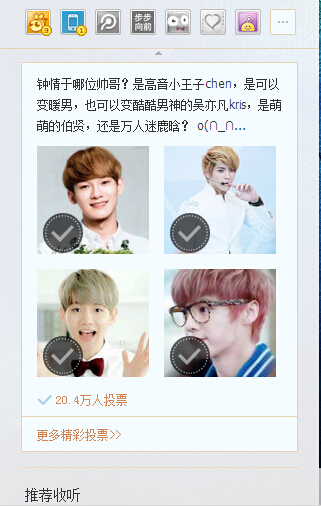 3
1
步步
向前
钟情于哪位帅哥？是高音小王子chen，是可以
变暖男，也可以变酷酷男神的吴亦凡kris，是萌
萌的伯贤，还是万人迷鹿晗？ o(∩_∩...
20.4万人投票
更多精彩投票>>
推荐收听